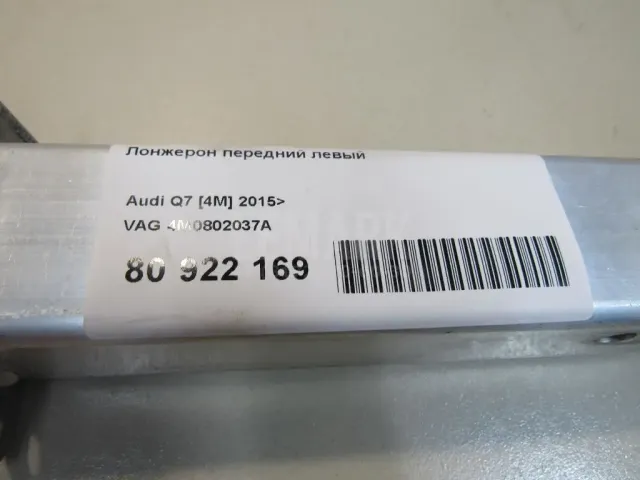 Лонжерон передний левый
Audi Q7 [4M] 2015>
VAG 4M0802037A
80 922 169